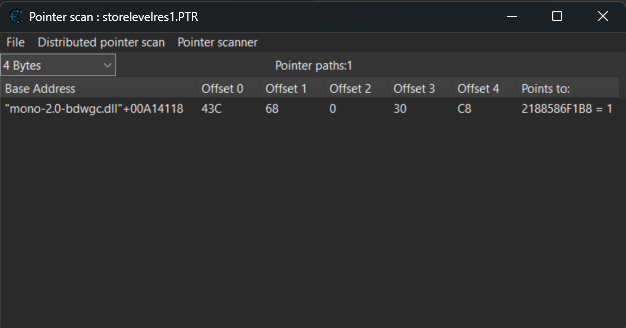 Pointer scan : storelevelres1.PTR
File Distributed pointer scan Pointer scanner
4 Bytes Pointer paths:1
Base Address Offset 0 Offset 1 Offset 2 Offset 3 Offset 4 Points to:
"mono-2.0-bdwgc.dll"+00A14118 43C 68 0 30 C8 2188586F1B8 = 1